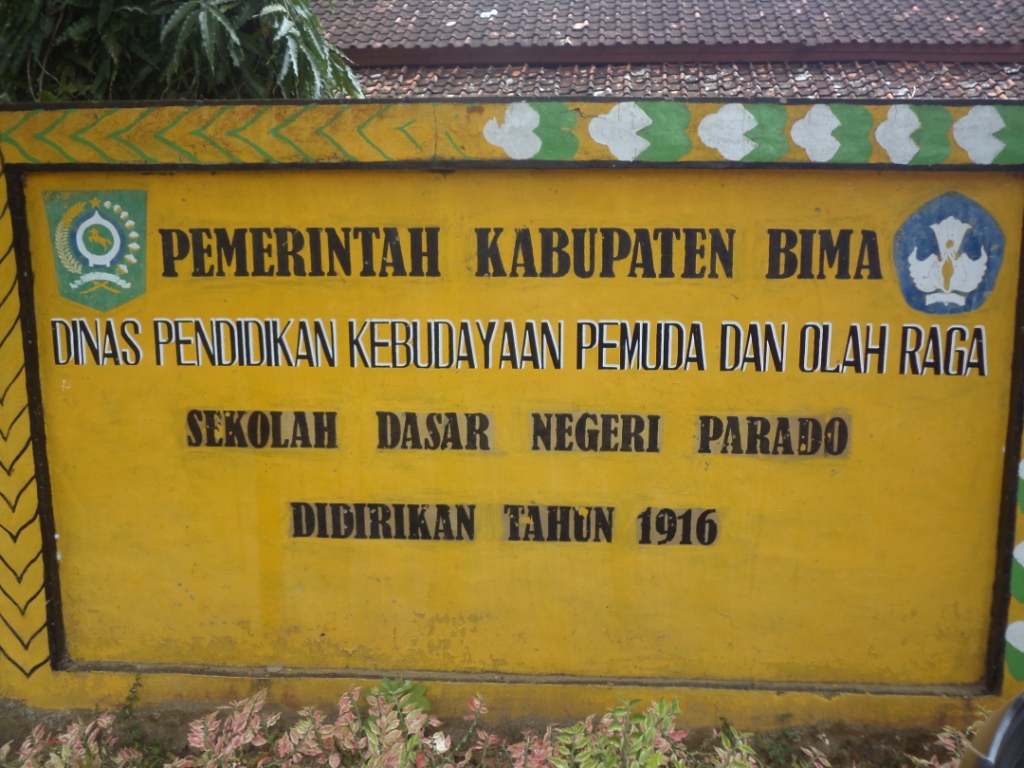 PEMERINTAH KABUPATEN BIMA
DINAS PENDIDIKAN KEBUDAYAAN PEMUDA DAN OLAH RAGA
SEKOLAH DASAR NEGERI PARADO
DIDIRIKAN TAHUN 1916